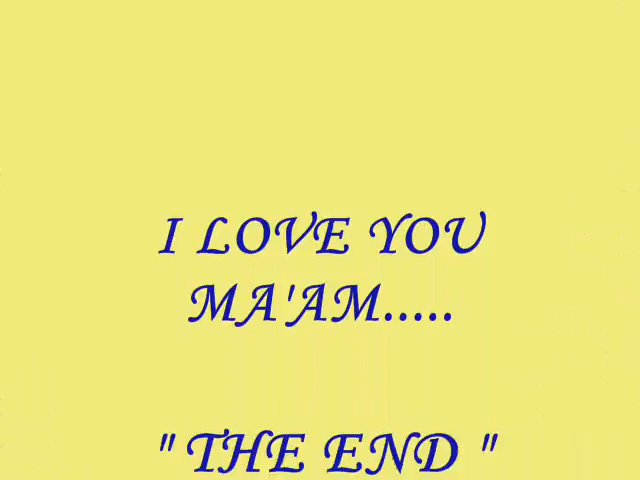 I LOVE YOU
MA'AM.....
" THE END "